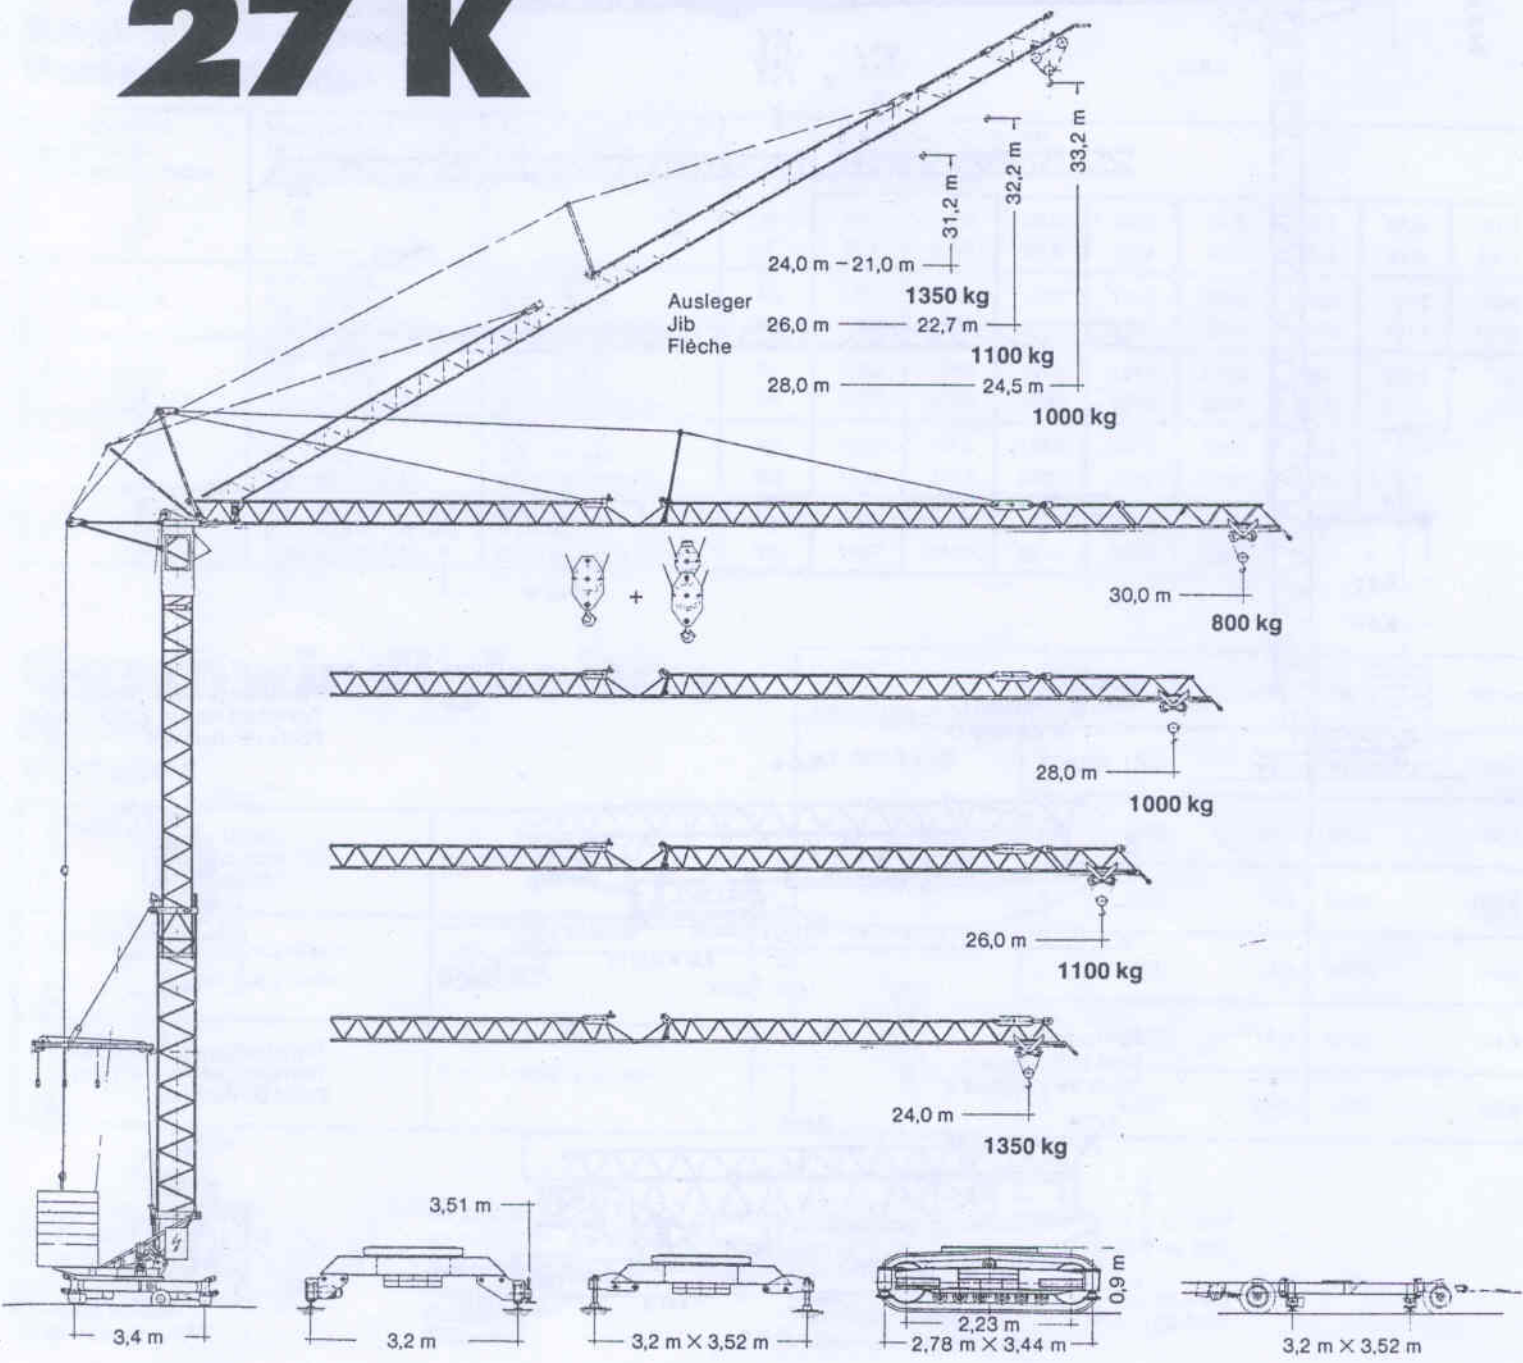 27 K
33,2 m
32,2 m
31,2 m
24,0 m – 21,0 m
1350 kg
Ausleger
Jib
Flèche
26,0 m 22,7 m
1100 kg
28,0 m 24,5 m
1000 kg
+
30,0 m
800 kg
28,0 m
1000 kg
26,0 m
1100 kg
24,0 m
1350 kg
3,51 m
0,9 m
3,4 m
3,2 m
3,2 m × 3,52 m
2,23 m
2,78 m × 3,44 m
3,2 m × 3,52 m